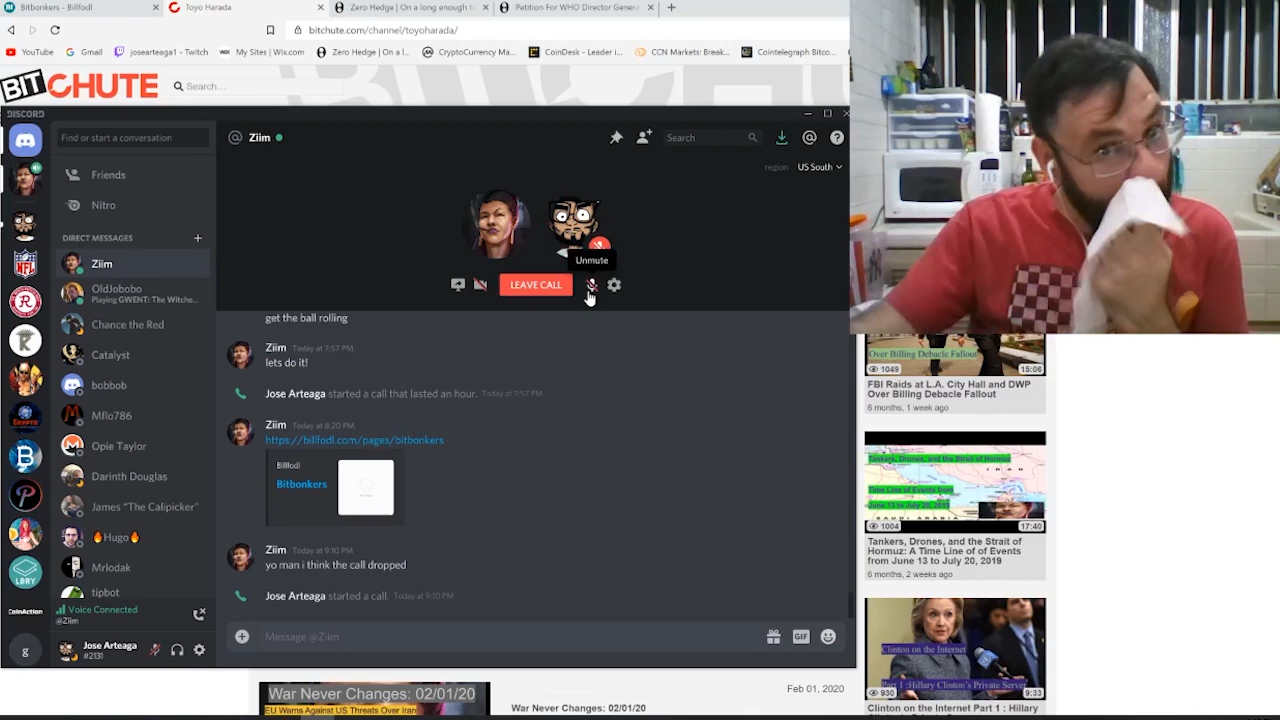 Bitbonkers - Billfodl
Toyo Harada
Zero Hedge | On a long enough t
Petition For WHO Director Gener
bitchute.com/channel/toyoharada/
YouTube
Gmail
josearteaga1 - Twitch
My Sites | Wix.com
Zero Hedge | On a l...
CryptoCurrency Ma...
CoinDesk - Leader i...
CCN Markets: Break...
Cointelegraph Bitco...
BITCHUTE
Search...
DISCORD
Find or start a conversation
@ Ziim
Search
region US South
Friends
Nitro
DIRECT MESSAGES
Ziim
OldJobobo
Playing GWENT: The Witche...
Chance the Red
Catalyst
bobbob
Mflo786
Opie Taylor
Darinth Douglas
James "The Calipicker"
🔥Hugo🔥
Mrlodak
tipbot
Voice Connected
@Ziim
Jose Arteaga
#2131
NFL
CRYPTO
LBRY
CoinAction
g
Unmute
LEAVE CALL
get the ball rolling
Ziim Today at 7:57 PM
lets do it!
Jose Arteaga started a call that lasted an hour. Today at 7:57 PM
Ziim Today at 8:20 PM
https://billfodl.com/pages/bitbonkers
Billfodl
Bitbonkers
Ziim Today at 9:10 PM
yo man i think the call dropped
Jose Arteaga started a call. Today at 9:10 PM
Message @Ziim
GIF
Over Billing Debacle Fallout
1049
15:06
FBI Raids at L.A. City Hall and DWP
Over Billing Debacle Fallout
6 months, 1 week ago
Tankers, Drones, and the Strait of Hormuz
IRAN
Time Line of Events from
June 13 to July 20, 2019
SAUDI ARABIA
1004
17:40
Tankers, Drones, and the Strait of
Hormuz: A Time Line of of Events
from June 13 to July 20, 2019
6 months, 2 weeks ago
Clinton on the Internet
Part 1 :Hillary Clinton's Private Server
930
9:33
Clinton on the Internet Part 1 : Hillary
War Never Changes: 02/01/20
EU Warns Against US Threats Over Iran
War Never Changes: 02/01/20
Feb 01, 2020